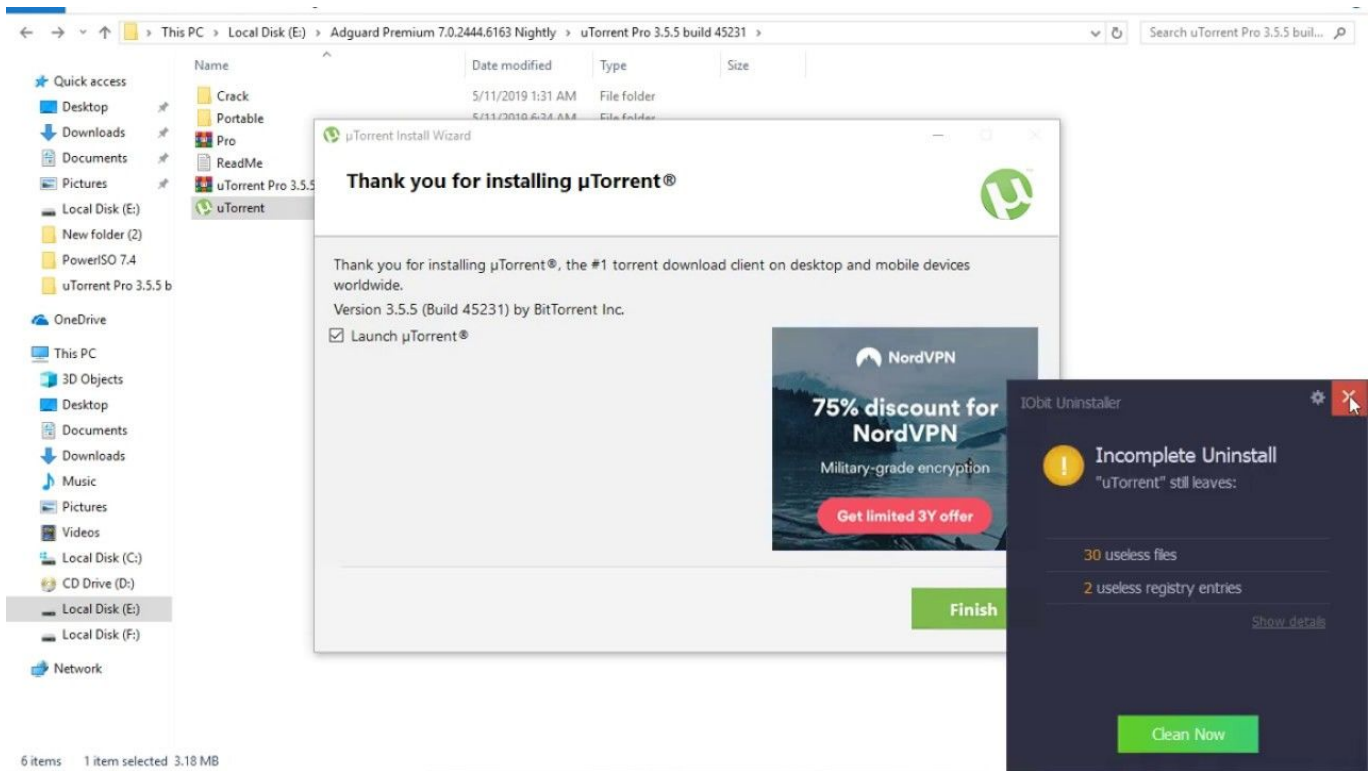 This PC > Local Disk (E:) > Adguard Premium 7.0.2444.6163 Nightly > uTorrent Pro 3.5.5 build 45231 >
Search uTorrent Pro 3.5.5 buil...
Name Date modified Type Size
Quick access
Desktop
Downloads
Documents
Pictures
Local Disk (E:)
New folder (2)
PowerISO 7.4
uTorrent Pro 3.5.5 b
OneDrive
This PC
3D Objects
Desktop
Documents
Downloads
Music
Pictures
Videos
Local Disk (C:)
CD Drive (D:)
Local Disk (E:)
Local Disk (F:)
Network
Crack 5/11/2019 1:31 AM File folder
Portable 5/11/2019 6:34 AM File folder
Pro
ReadMe
uTorrent Pro 3.5.5
uTorrent
µTorrent Install Wizard
Thank you for installing µTorrent®
Thank you for installing µTorrent®, the #1 torrent download client on desktop and mobile devices
worldwide.
Version 3.5.5 (Build 45231) by BitTorrent Inc.
Launch µTorrent®
NordVPN
75% discount for
NordVPN
Military-grade encryption
Get limited 3Y offer
Finish
IObit Uninstaller
Incomplete Uninstall
"uTorrent" still leaves:
30 useless files
2 useless registry entries
Show details
Clean Now
6 items 1 item selected 3.18 MB